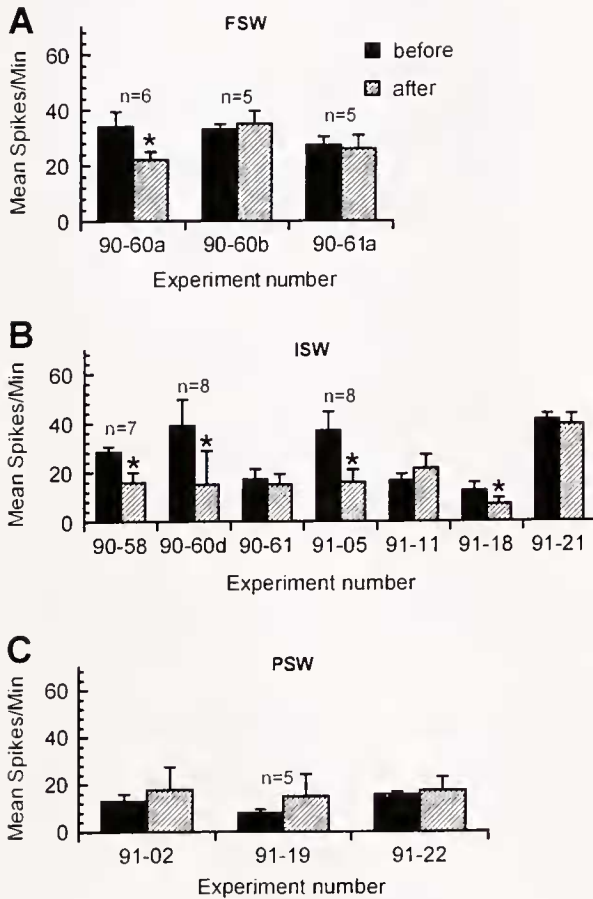 A
FSW
Mean Spikes/Min
60
40
20
0
before
after
n=6
n=5
n=5
*
90-60a 90-60b 90-61a
Experiment number
B
ISW
Mean Spikes/Min
60
40
20
0
n=7
n=8
n=8
*
*
*
*
90-58 90-60d 90-61 91-05 91-11 91-18 91-21
Experiment number
C
PSW
Mean Spikes/Min
60
40
20
0
n=5
91-02 91-19 91-22
Experiment number